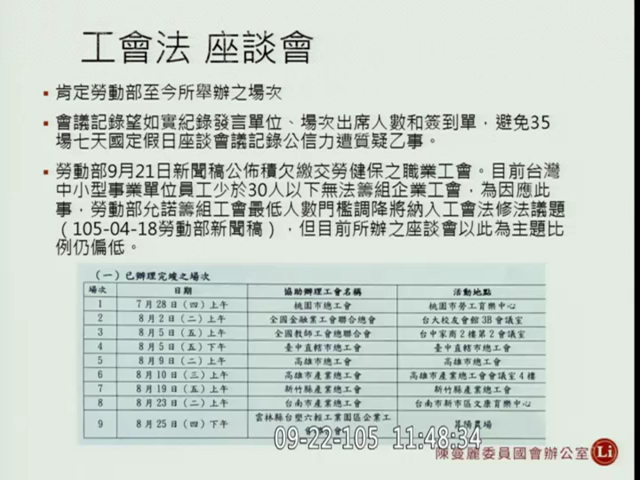 工會法 座談會
肯定勞動部至今所舉辦之場次
會議記錄望如實紀錄發言單位、場次出席人數和簽到單，避免35
場七天國定假日座談會議記錄公信力遭質疑乙事。
勞動部9月21日新聞稿公佈積欠繳交勞健保之職業工會。目前台灣
中小型事業單位員工少於30人以下無法籌組企業工會，為因應此
事，勞動部允諾籌組工會最低人數門檻調降將納入工會法修法議題
（105-04-18勞動部新聞稿），但目前所辦之座談會以此為主題比
例仍偏低。
（一）已辦理完竣之場次
場次 日期 協助辦理工會名稱 活動地點
1 7月28日（四）上午 桃園市總工會 桃園市勞工育樂中心
2 8月2日（二）上午 全國金融業工會聯合總會 台大校友會館3B會議室
3 8月5日（五）上午 全國教師工會總聯合會 台中家商2樓第2會議室
4 8月5日（五）下午 臺中直轄市總工會 臺中直轄市總工會
5 8月9日（二）上午 高雄市總工會 高雄市總工會
6 8月10日（三）上午 高雄市產業總工會 高雄市產業總工會會議室4樓
7 8月19日（五）上午 新竹縣產業總工會 新竹縣產業總工會
8 8月23日（二）上午 台南市產業總工會 台南市新市區文康育樂中心
9 8月25日（四）下午 雲林縣台塑六輕工業園區企業工
農場
09-22-105 11:48:34
陳曼麗委員國會辦公室 Li